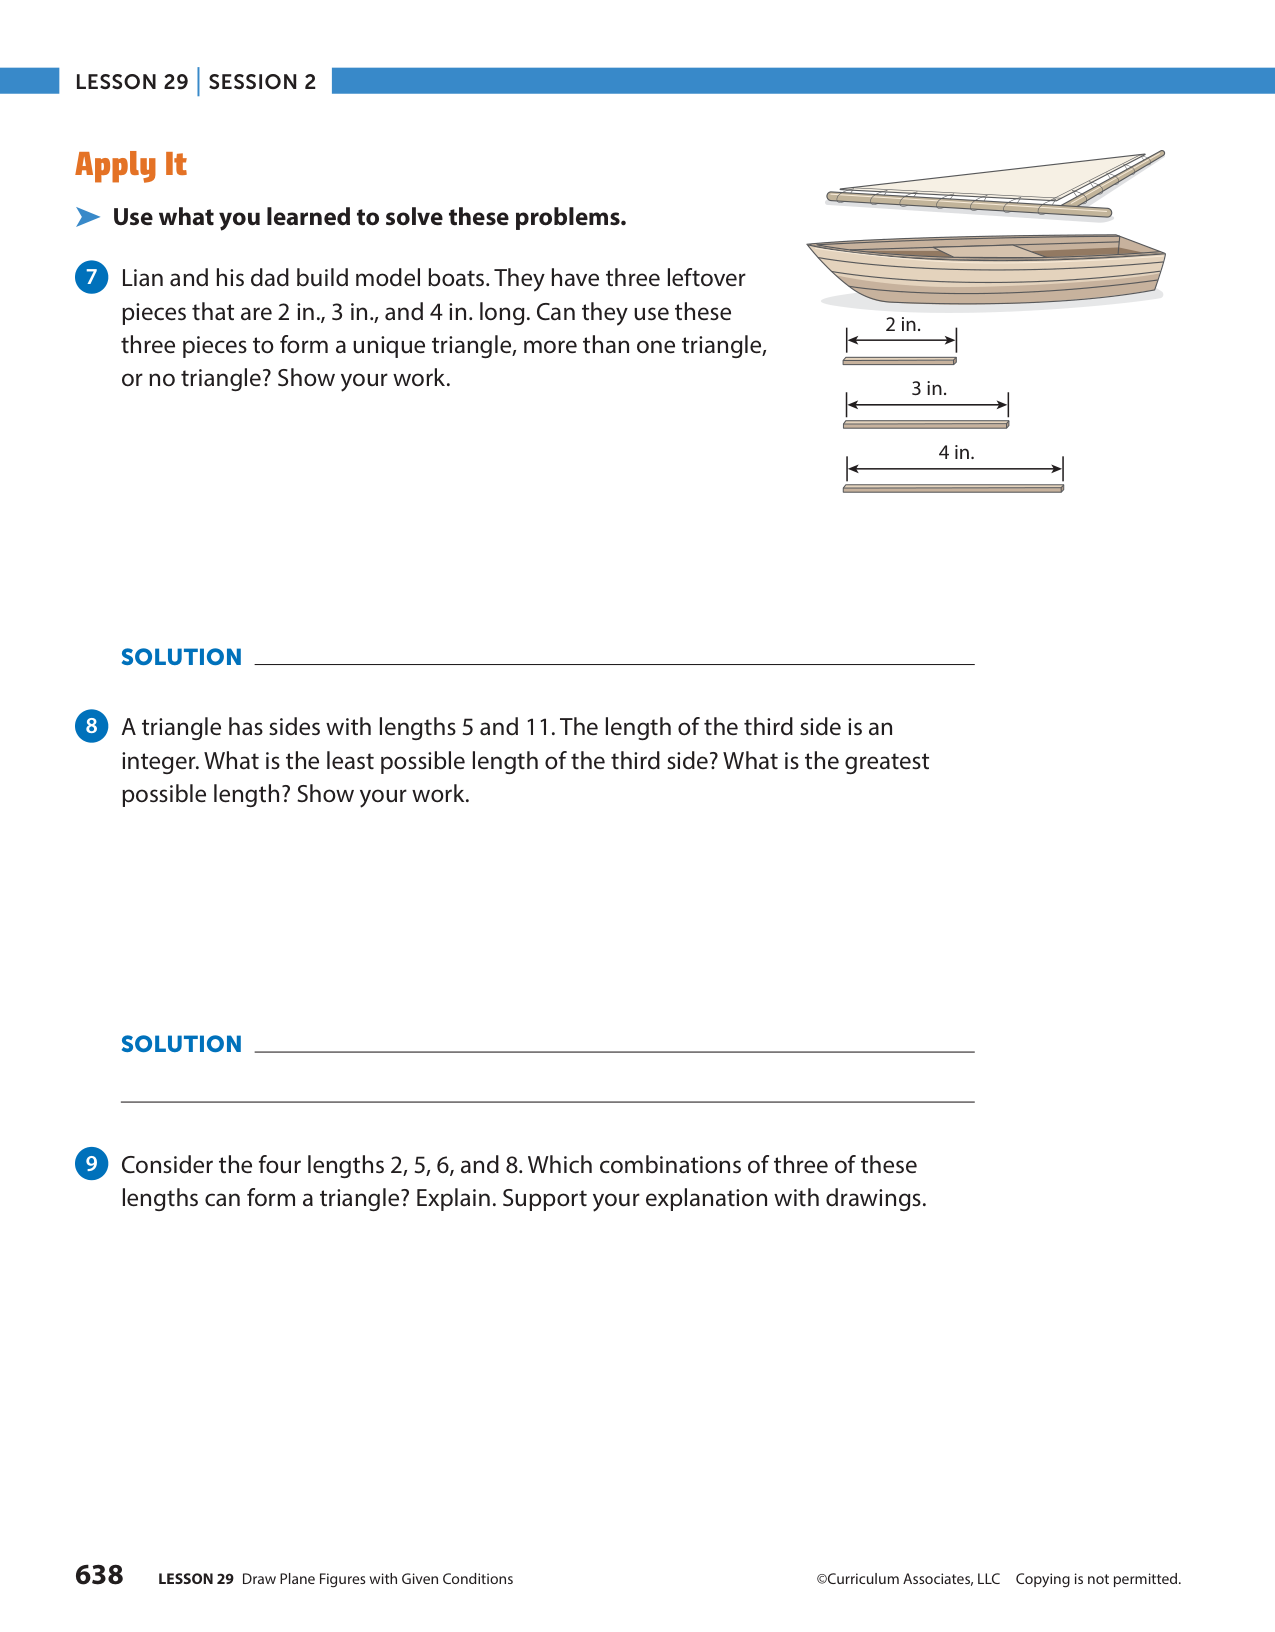 LESSON 29 | SESSION 2
Apply It
Use what you learned to solve these problems.
7 Lian and his dad build model boats. They have three leftover
pieces that are 2 in., 3 in., and 4 in. long. Can they use these
three pieces to form a unique triangle, more than one triangle,
or no triangle? Show your work.
2 in.
3 in.
4 in.
SOLUTION
8 A triangle has sides with lengths 5 and 11. The length of the third side is an
integer. What is the least possible length of the third side? What is the greatest
possible length? Show your work.
SOLUTION
9 Consider the four lengths 2, 5, 6, and 8. Which combinations of three of these
lengths can form a triangle? Explain. Support your explanation with drawings.
638 LESSON 29 Draw Plane Figures with Given Conditions ©Curriculum Associates, LLC Copying is not permitted.